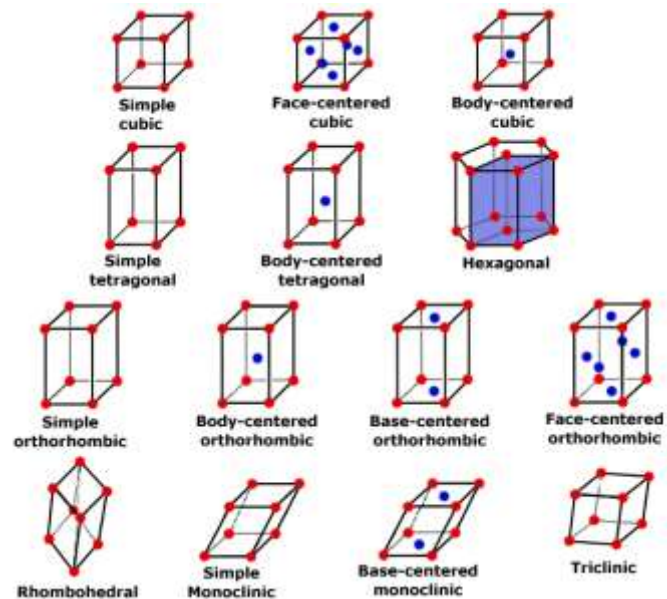 Simple
cubic
Face-centered
cubic
Body-centered
cubic
Simple
tetragonal
Body-centered
tetragonal
Hexagonal
Simple
orthorhombic
Body-centered
orthorhombic
Base-centered
orthorhombic
Face-centered
orthorhombic
Rhombohedral
Simple
Monoclinic
Base-centered
monoclinic
Triclinic